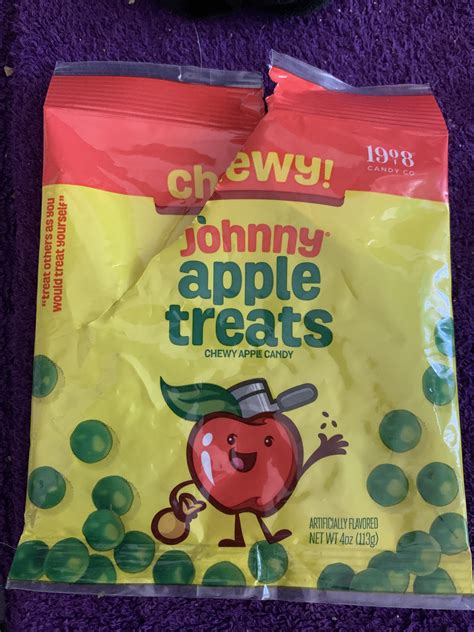 chewy!
1908
CANDY CO
"treat others as you
would treat yourself"
Johnny®
apple
treats
CHEWY APPLE CANDY
ARTIFICIALLY FLAVORED
NET WT 4oz (113g)